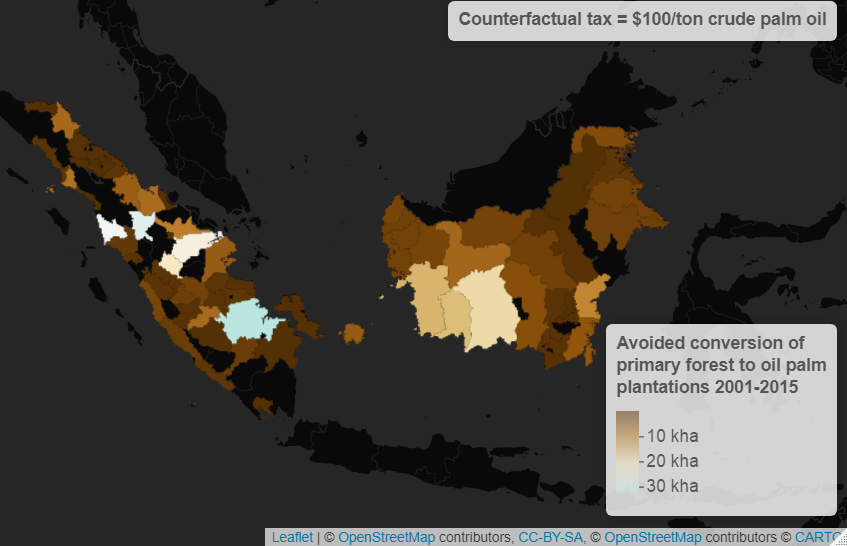 Counterfactual tax = $100/ton crude palm oil
Avoided conversion of
primary forest to oil palm
plantations 2001-2015
10 kha
20 kha
30 kha
Leaflet | © OpenStreetMap contributors, CC-BY-SA, © OpenStreetMap contributors © CARTO